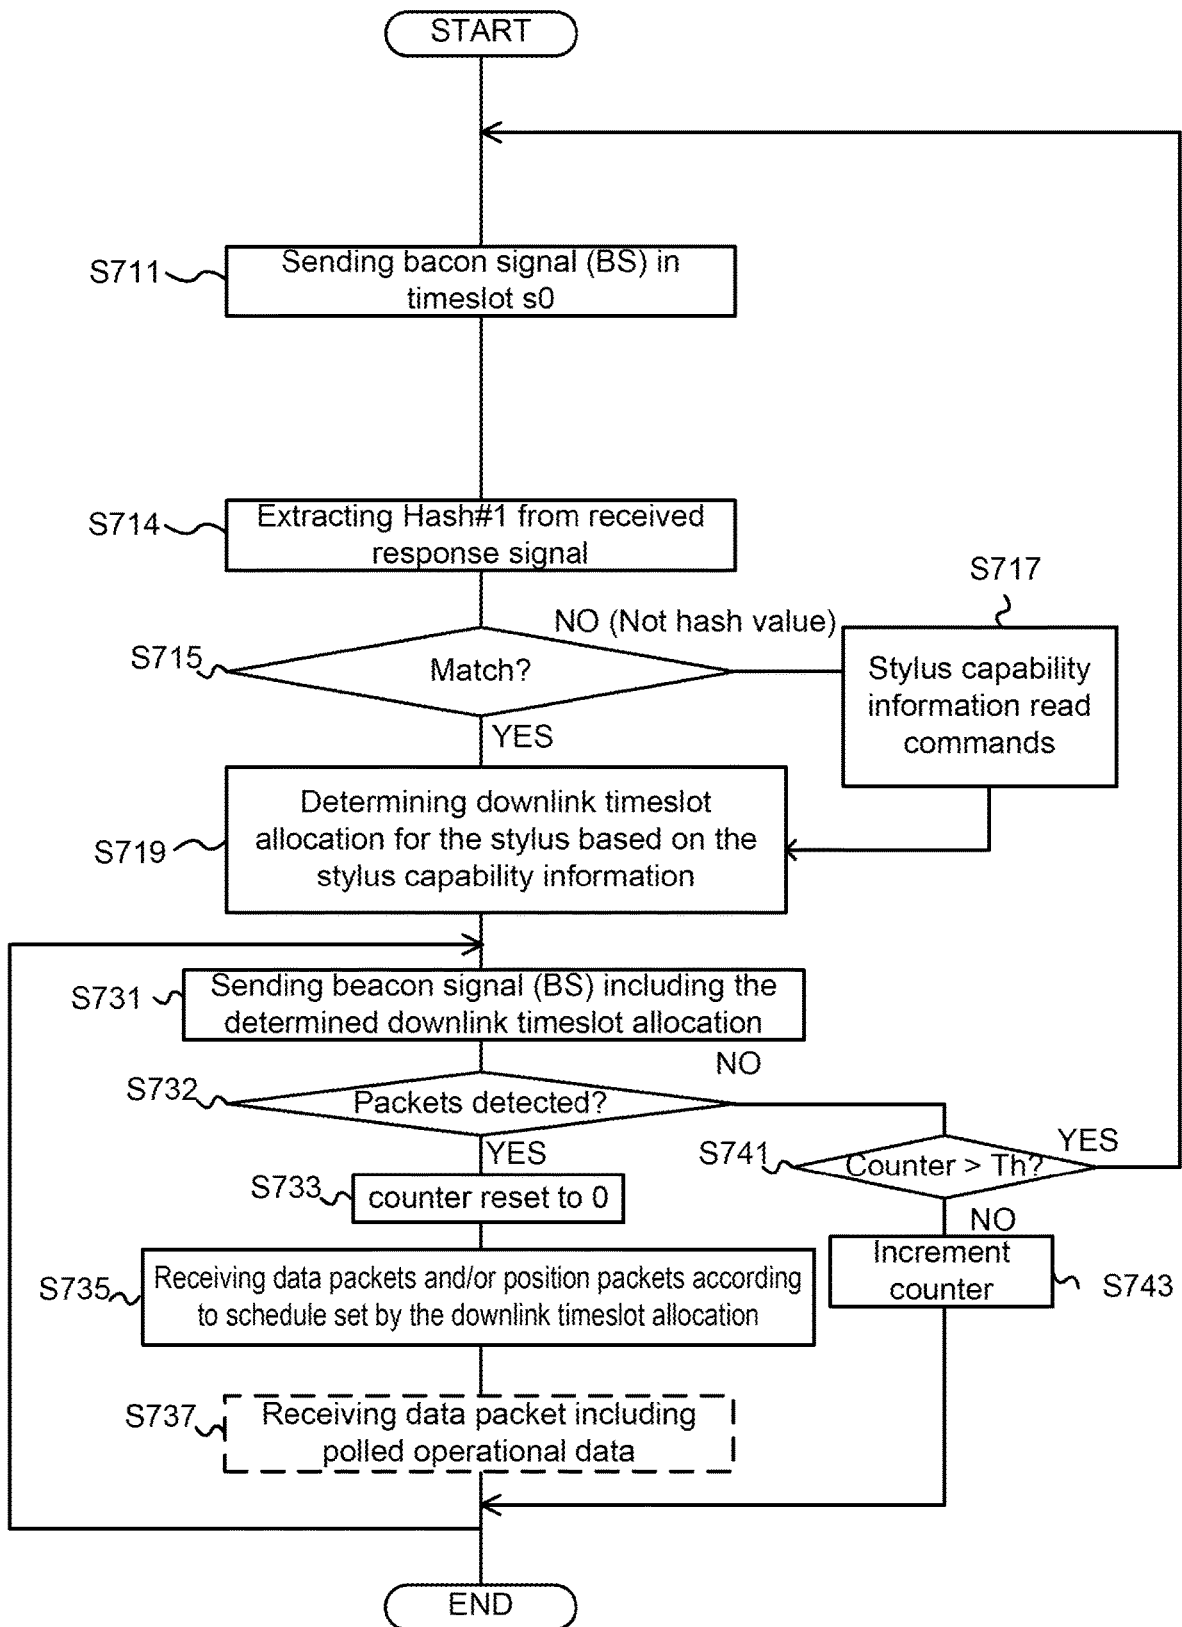 START
S711
Sending bacon signal (BS) in
timeslot s0
S714
Extracting Hash#1 from received
response signal
S717
NO (Not hash value)
S715
Match?
Stylus capability
information read
commands
YES
S719
Determining downlink timeslot
allocation for the stylus based on the
stylus capability information
S731
Sending beacon signal (BS) including the
determined downlink timeslot allocation
NO
S732
Packets detected?
YES
S741
Counter > Th?
YES
S733
counter reset to 0
NO
Increment
counter
S743
S735
Receiving data packets and/or position packets according
to schedule set by the downlink timeslot allocation
S737
Receiving data packet including
polled operational data
END